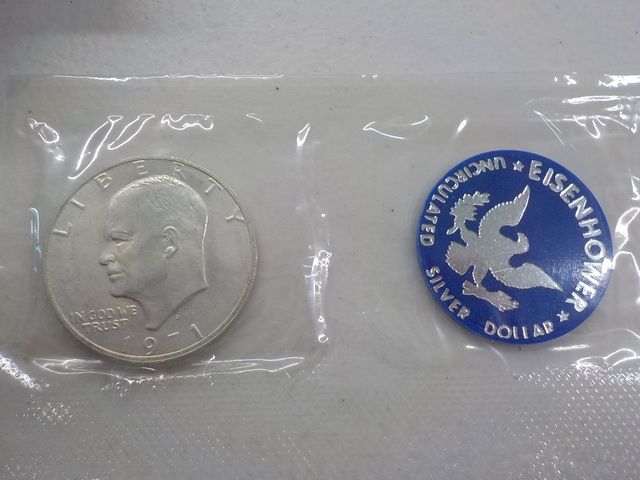 LIBERTY
IN GOD WE
TRUST
1971
EISENHOWER
UNCIRCULATED SILVER DOLLAR